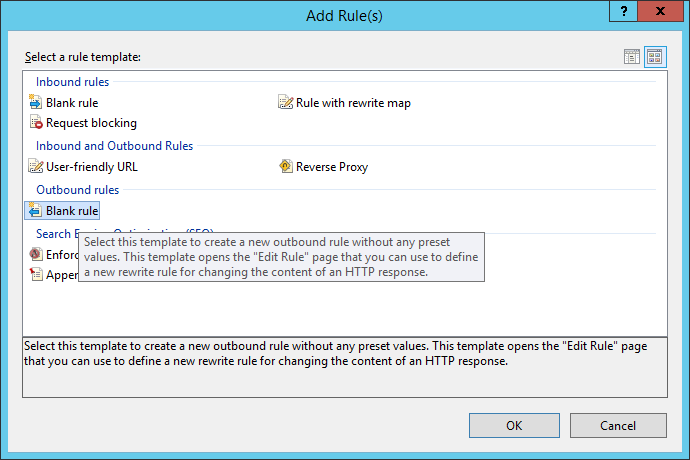 Add Rule(s)
? X
Select a rule template:
Inbound rules
Blank rule Rule with rewrite map
Request blocking
Inbound and Outbound Rules
User-friendly URL Reverse Proxy
Outbound rules
Blank rule
Search Engine Optimization (SEO)
Select this template to create a new outbound rule without any preset
Enfor values. This template opens the "Edit Rule" page that you can use to define
Apper a new rewrite rule for changing the content of an HTTP response.
Select this template to create a new outbound rule without any preset values. This template opens the "Edit Rule" page
that you can use to define a new rewrite rule for changing the content of an HTTP response.
OK Cancel